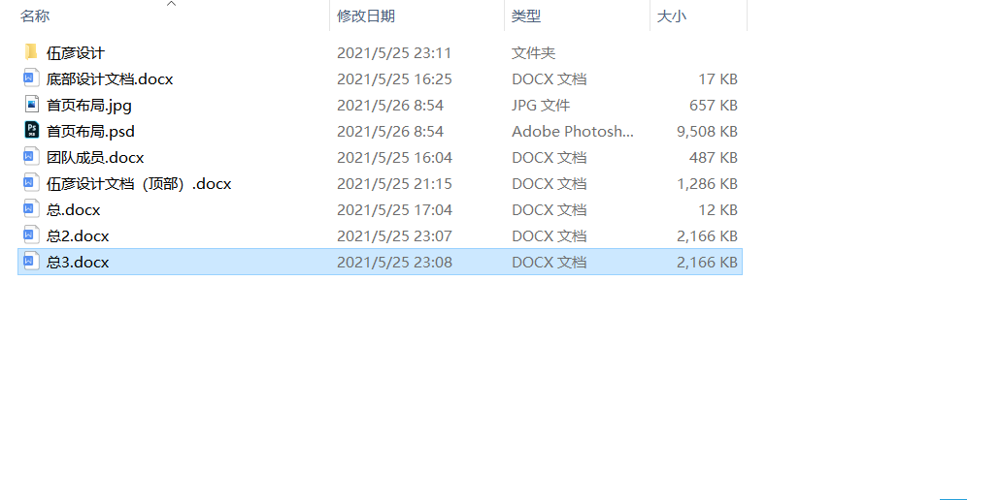 名称 修改日期 类型 大小
伍彦设计 2021/5/25 23:11 文件夹
底部设计文档.docx 2021/5/25 16:25 DOCX 文档 17 KB
首页布局.jpg 2021/5/26 8:54 JPG 文件 657 KB
首页布局.psd 2021/5/26 8:54 Adobe Photosh... 9,508 KB
团队成员.docx 2021/5/25 16:04 DOCX 文档 487 KB
伍彦设计文档（顶部）.docx 2021/5/25 21:15 DOCX 文档 1,286 KB
总.docx 2021/5/25 17:04 DOCX 文档 12 KB
总2.docx 2021/5/25 23:07 DOCX 文档 2,166 KB
总3.docx 2021/5/25 23:08 DOCX 文档 2,166 KB